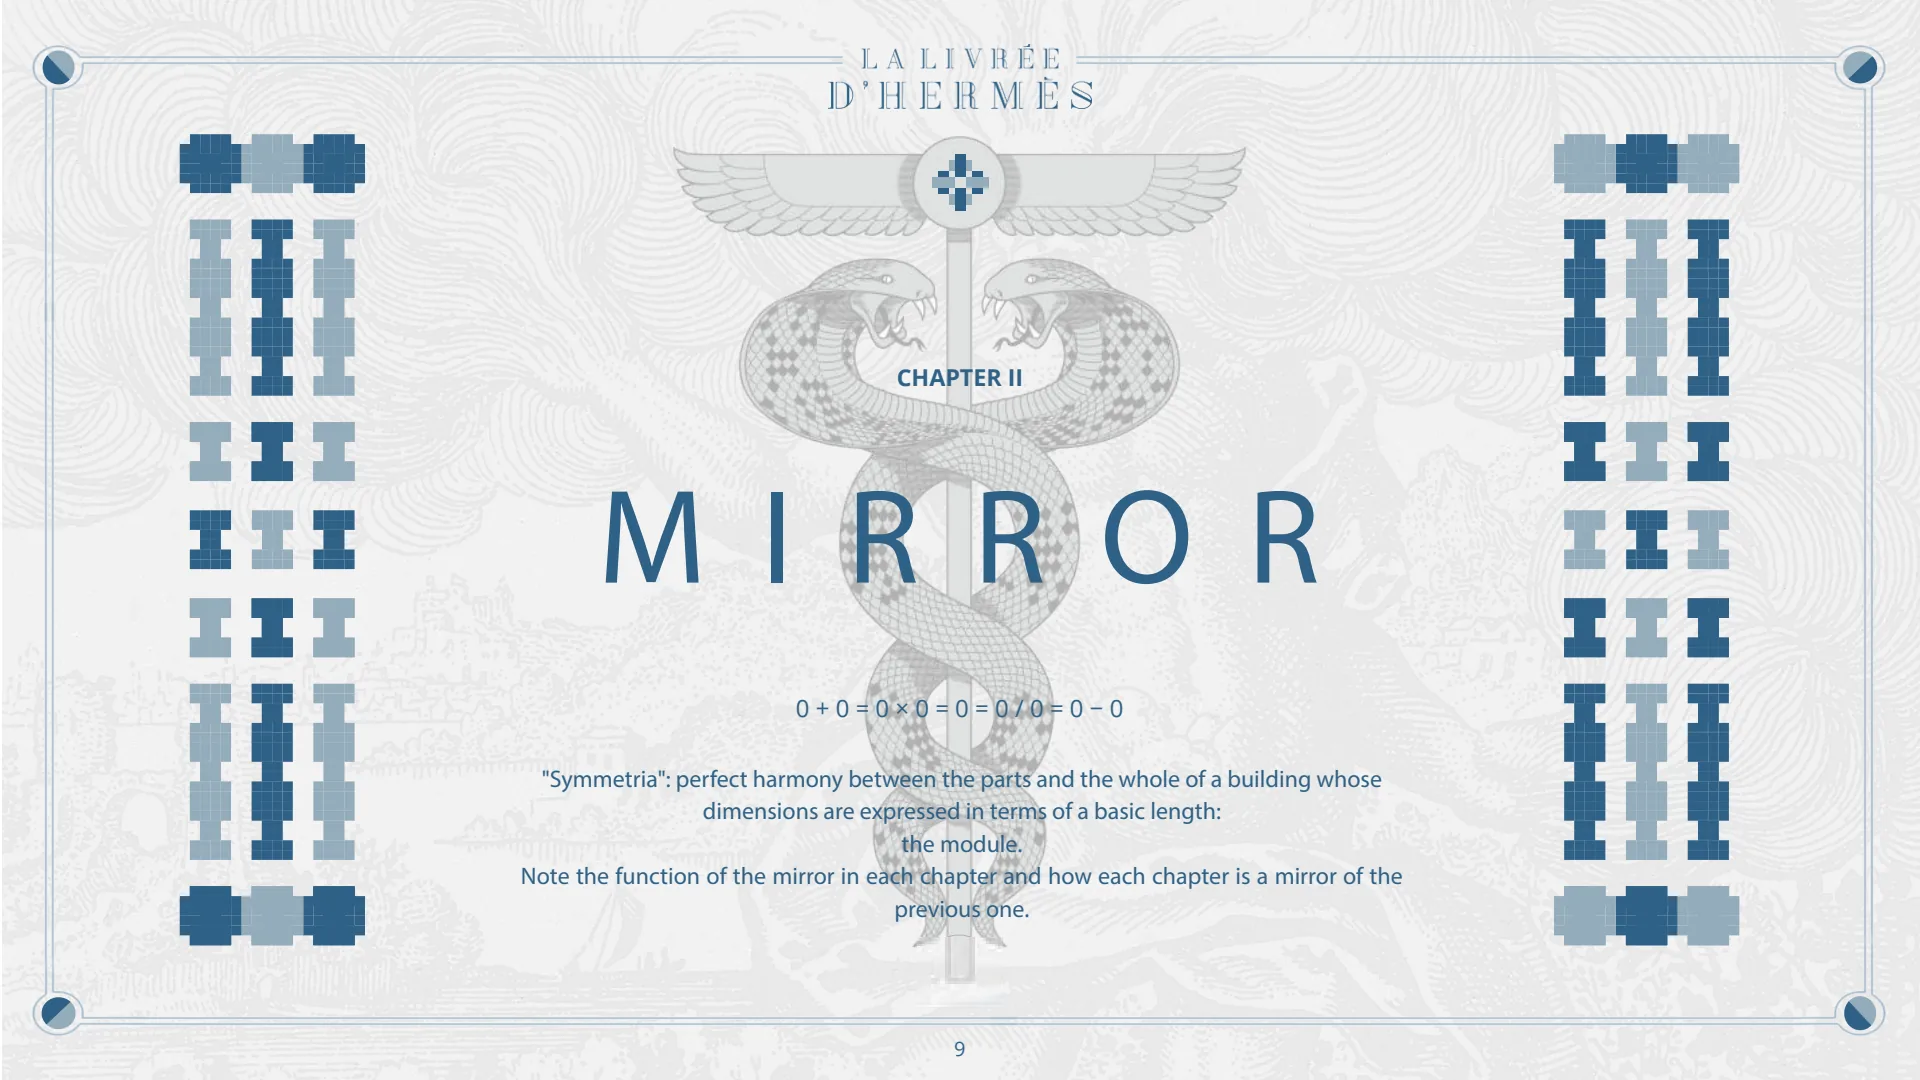 LA LIVRÉE
D'HERMÈS
CHAPTER II
MIRROR
0 + 0 = 0 × 0 = 0 = 0 / 0 = 0 − 0
"Symmetria": perfect harmony between the parts and the whole of a building whose
dimensions are expressed in terms of a basic length:
the module.
Note the function of the mirror in each chapter and how each chapter is a mirror of the
previous one.
9